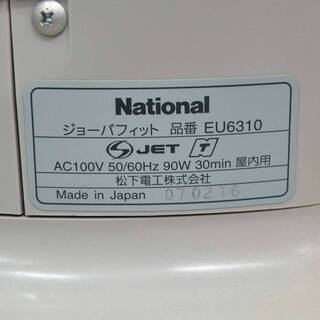 National
ジョーバフィット 品番 EU6310
S JET N
AC100V 50/60Hz 90W 30min 屋内用
松下電工株式会社
Made in Japan 070216